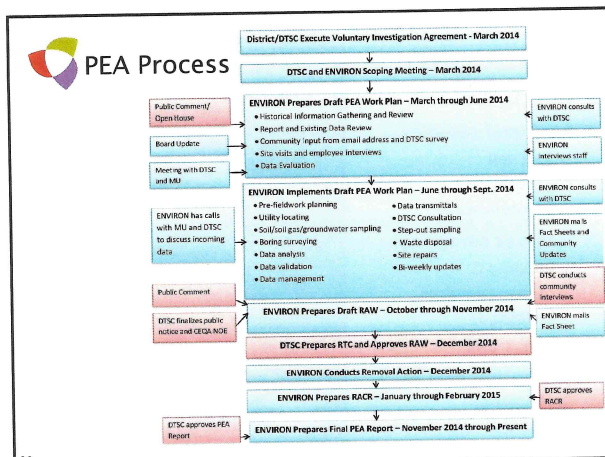 PEA Process
District/DTSC Execute Voluntary Investigation Agreement - March 2014
DTSC and ENVIRON Scoping Meeting – March 2014
Public Comment/
Open House
Board Update
Meeting with DTSC
and MU
ENVIRON Prepares Draft PEA Work Plan – March through June 2014
• Historical Information Gathering and Review
• Report and Existing Data Review
• Community Input from email address and DTSC survey
• Site visits and employee interviews
• Data Evaluation
ENVIRON consults
with DTSC
ENVIRON
interviews staff
ENVIRON has calls
with MU and DTSC
to discuss incoming
data
ENVIRON Implements Draft PEA Work Plan – June through Sept. 2014
• Pre-fieldwork planning
• Utility locating
• Soil/soil gas/groundwater sampling
• Boring surveying
• Data analysis
• Data validation
• Data management
• Data transmittals
• DTSC Consultation
• Step-out sampling
• Waste disposal
• Site repairs
• Bi-weekly updates
ENVIRON consults
with DTSC
ENVIRON mails
Fact Sheets and
Community
Updates
DTSC conducts
community
interviews
Public Comment
DTSC finalizes public
notice and CEQA NOE
ENVIRON Prepares Draft RAW – October through November 2014
ENVIRON mails
Fact Sheet
DTSC Prepares RTC and Approves RAW – December 2014
ENVIRON Conducts Removal Action – December 2014
ENVIRON Prepares RACR – January through February 2015
DTSC approves
RACR
DTSC approves PEA
Report
ENVIRON Prepares Final PEA Report – November 2014 through Present